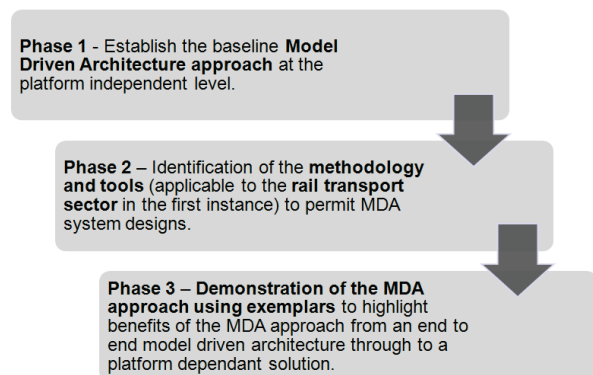 Phase 1 - Establish the baseline Model
Driven Architecture approach at the
platform independent level.
Phase 2 – Identification of the methodology
and tools (applicable to the rail transport
sector in the first instance) to permit MDA
system designs.
Phase 3 – Demonstration of the MDA
approach using exemplars to highlight
benefits of the MDA approach from an end to
end model driven architecture through to a
platform dependant solution.